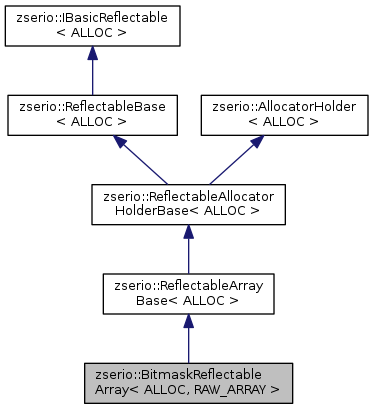 zserio::IBasicReflectable
< ALLOC >
zserio::ReflectableBase
< ALLOC >
zserio::AllocatorHolder
< ALLOC >
zserio::ReflectableAllocator
HolderBase< ALLOC >
zserio::ReflectableArray
Base< ALLOC >
zserio::BitmaskReflectable
Array< ALLOC, RAW_ARRAY >